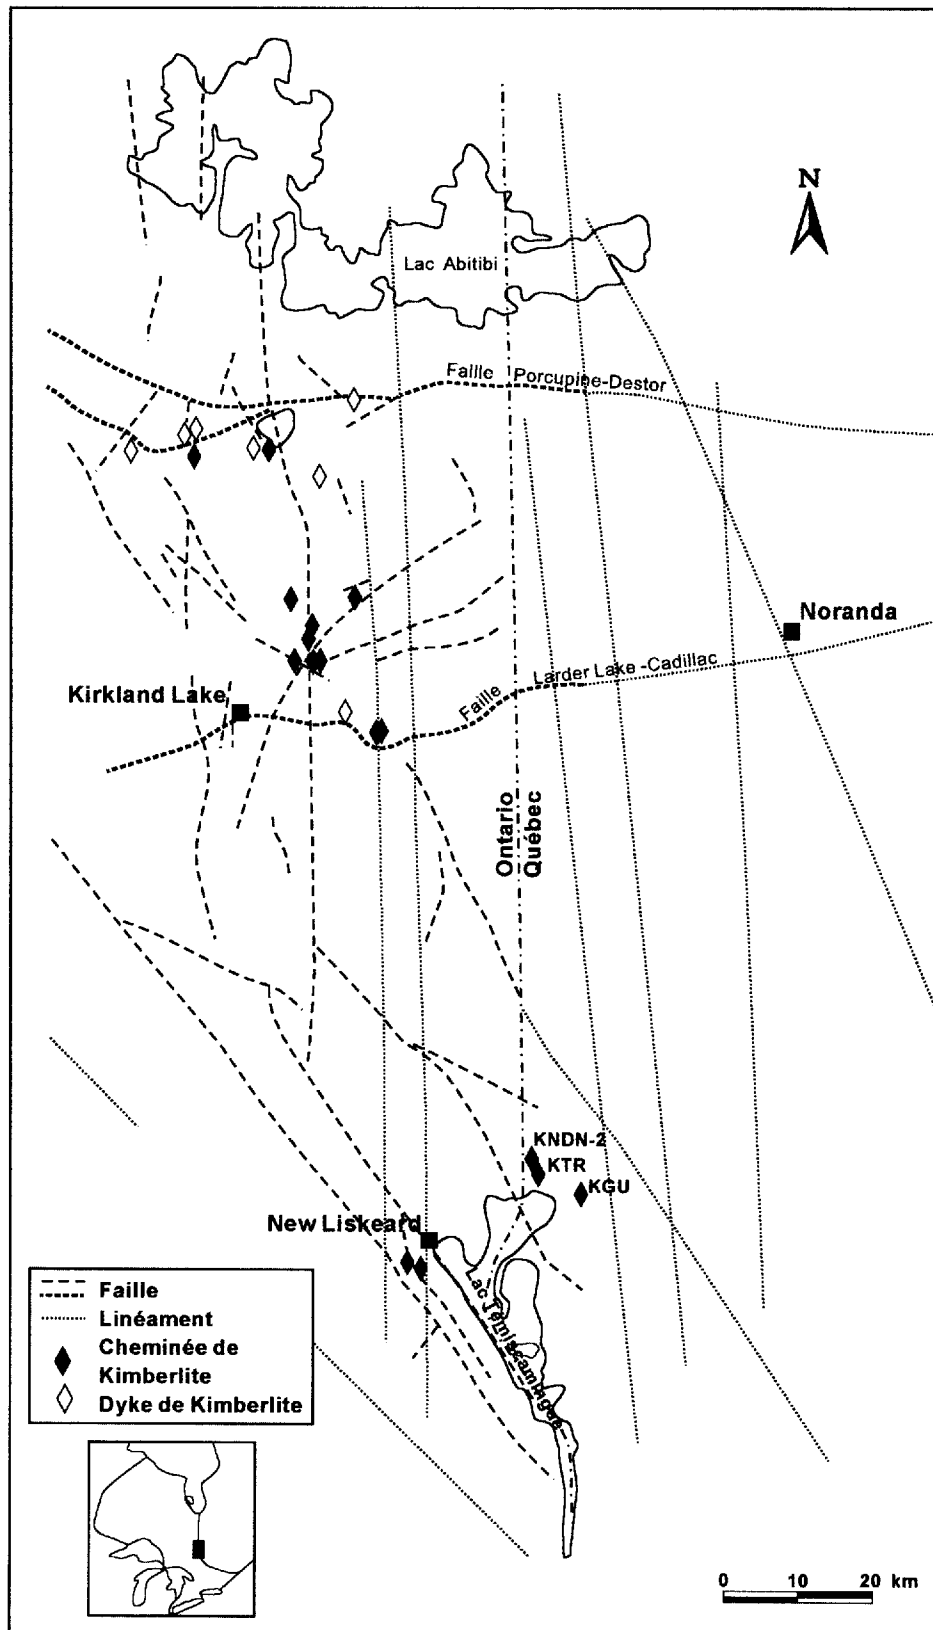 N
Lac Abitibi
Faille Porcupine-Destor
Noranda
Faille Larder Lake -Cadillac
Kirkland Lake
Ontario
Québec
KNDN-2
KTR
KGU
New Liskeard
Lac Témiscamingue
Faille
Linéament
Cheminée de
Kimberlite
Dyke de Kimberlite
0 10 20 km